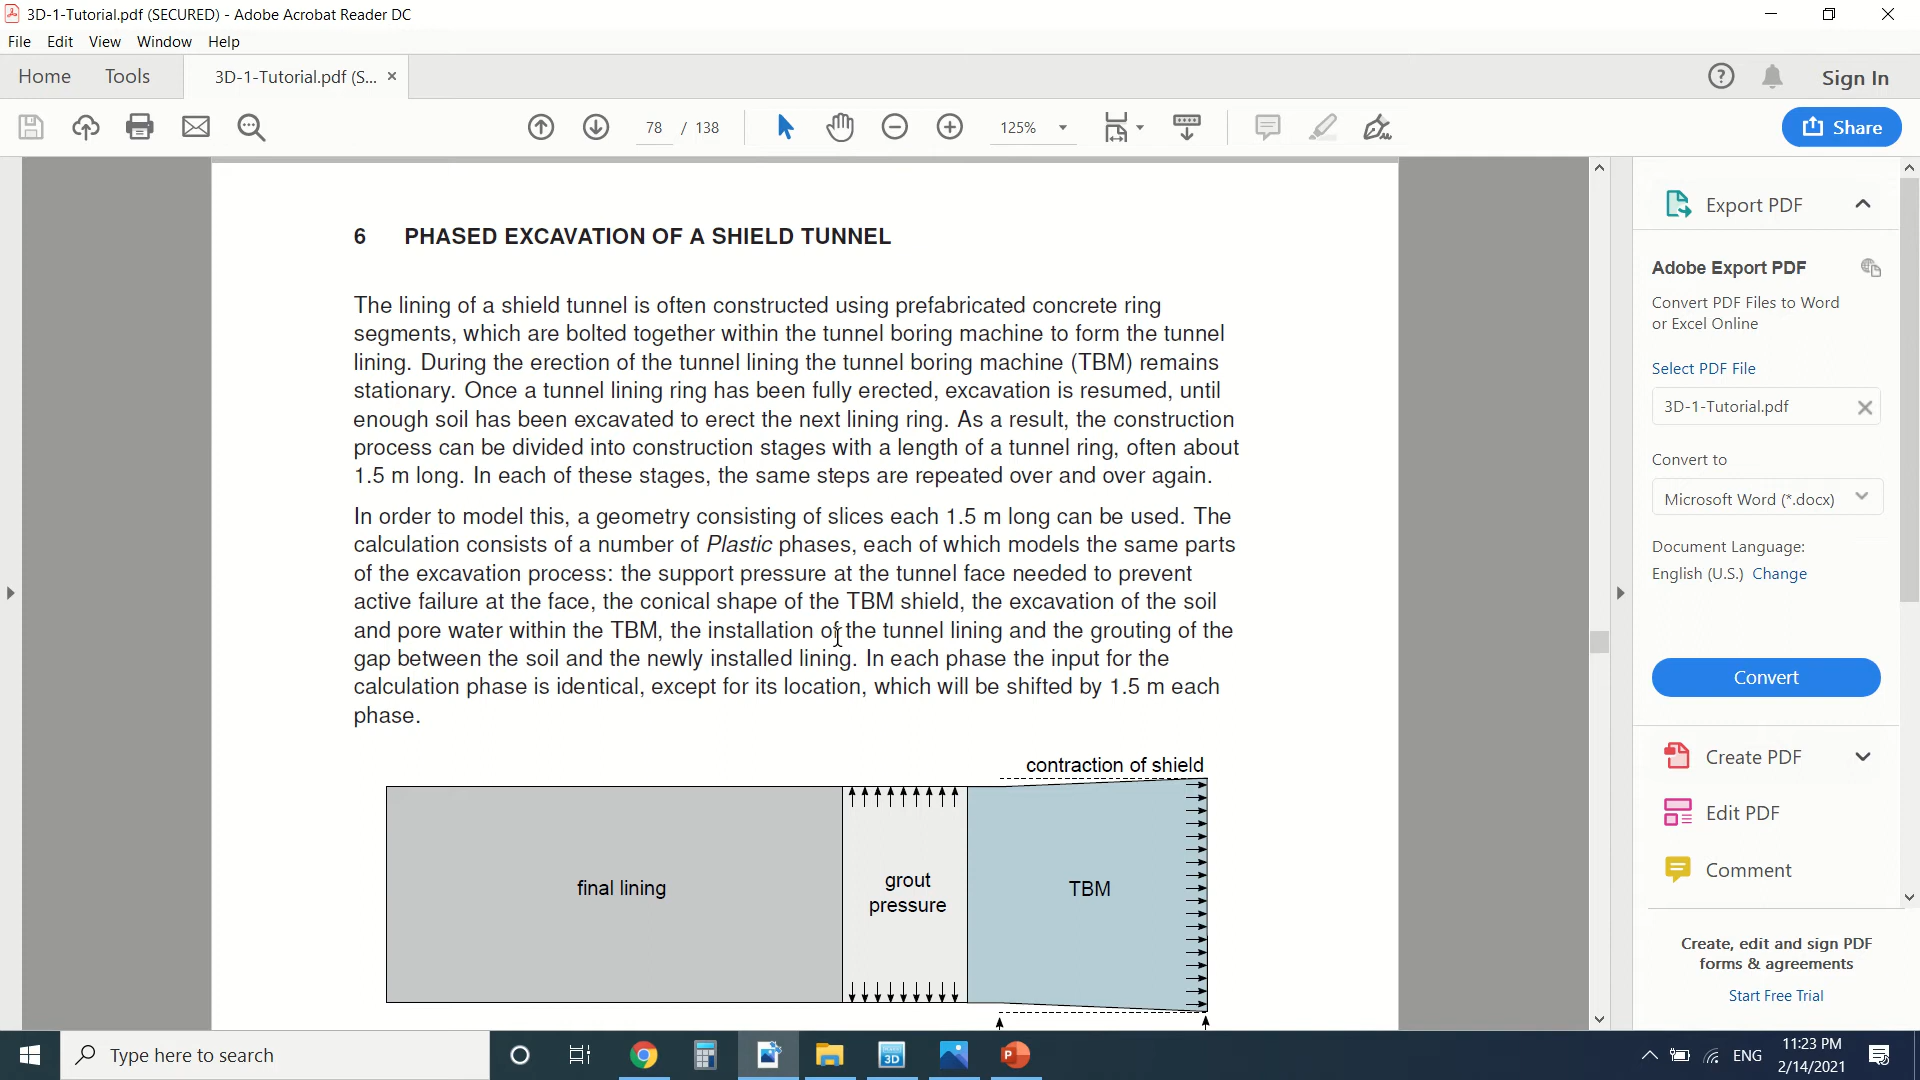 3D-1-Tutorial.pdf (SECURED) - Adobe Acrobat Reader DC
File Edit View Window Help
Home Tools 3D-1-Tutorial.pdf (S... × Sign In
78 / 138 125% Share
6 PHASED EXCAVATION OF A SHIELD TUNNEL
The lining of a shield tunnel is often constructed using prefabricated concrete ring
segments, which are bolted together within the tunnel boring machine to form the tunnel
lining. During the erection of the tunnel lining the tunnel boring machine (TBM) remains
stationary. Once a tunnel lining ring has been fully erected, excavation is resumed, until
enough soil has been excavated to erect the next lining ring. As a result, the construction
process can be divided into construction stages with a length of a tunnel ring, often about
1.5 m long. In each of these stages, the same steps are repeated over and over again.
In order to model this, a geometry consisting of slices each 1.5 m long can be used. The
calculation consists of a number of Plastic phases, each of which models the same parts
of the excavation process: the support pressure at the tunnel face needed to prevent
active failure at the face, the conical shape of the TBM shield, the excavation of the soil
and pore water within the TBM, the installation of the tunnel lining and the grouting of the
gap between the soil and the newly installed lining. In each phase the input for the
calculation phase is identical, except for its location, which will be shifted by 1.5 m each
phase.
contraction of shield
final lining
grout
pressure
TBM
Export PDF
Adobe Export PDF
Convert PDF Files to Word
or Excel Online
Select PDF File
3D-1-Tutorial.pdf
Convert to
Microsoft Word (*.docx)
Document Language:
English (U.S.) Change
Convert
Create PDF
Edit PDF
Comment
Create, edit and sign PDF
forms & agreements
Start Free Trial
Type here to search
3D
P
ENG
11:23 PM
2/14/2021